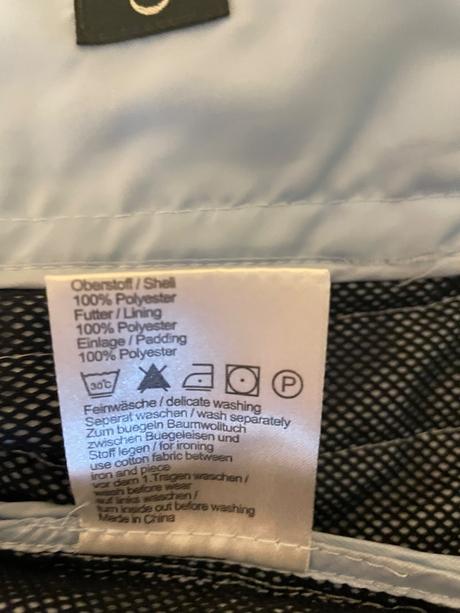 Oberstoff / Shell
100% Polyester
Futter / Lining
100% Polyester
Einlage / Padding
100% Polyester
30°C P
Feinwäsche / delicate washing
Seperat waschen / wash separately
Zum buegeln Baumwolltuch
zwischen Buegeleisen und
Stoff legen / for ironing
use cotton fabric between
iron and piece
vor dem 1.Tragen waschen /
wash before wear
auf links waschen /
turn inside out before washing
Made in China